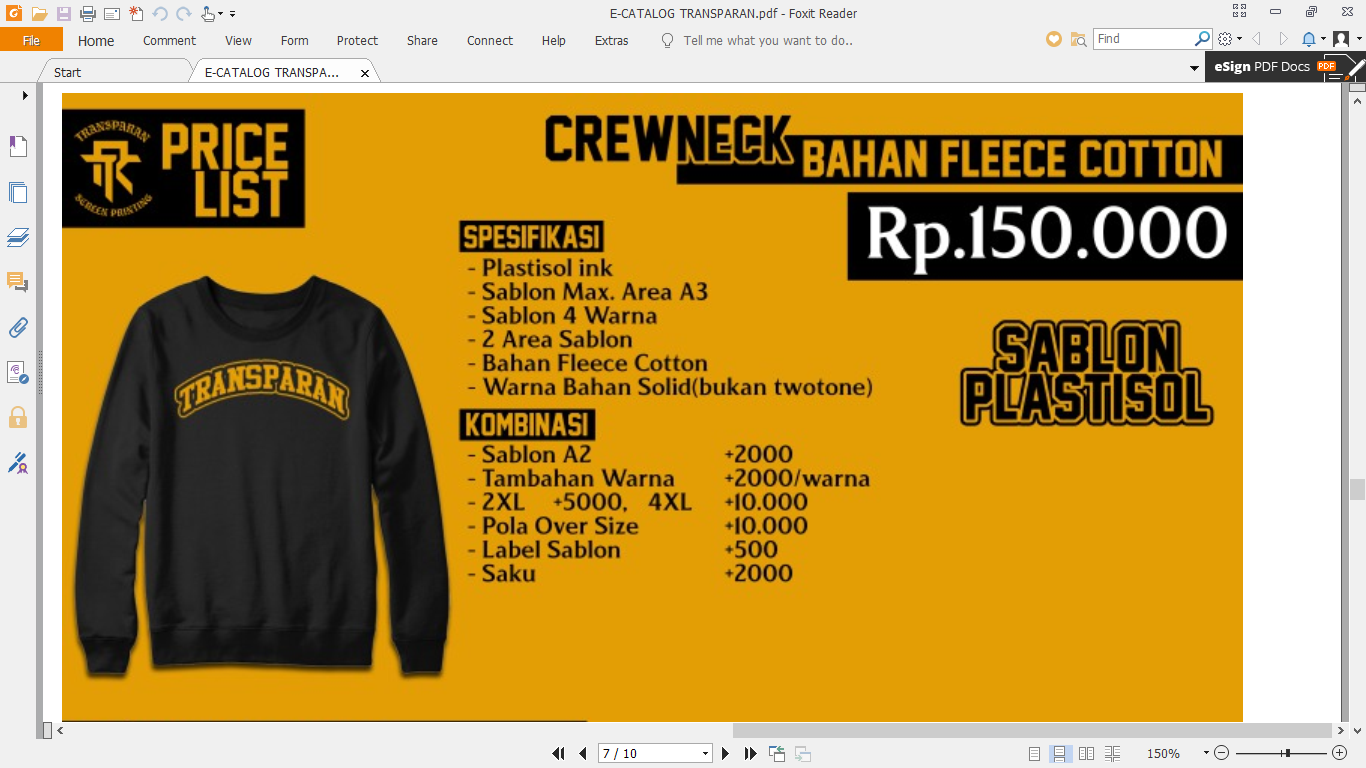 E-CATALOG TRANSPARAN.pdf - Foxit Reader
File Home Comment View Form Protect Share Connect Help Extras Tell me what you want to do.. Find
Start E-CATALOG TRANSPA... eSign PDF Docs PDF
TRANSPARAN
SCREEN PRINTING
PRICE
LIST
CREWNECK
BAHAN FLEECE COTTON
Rp.150.000
SPESIFIKASI
- Plastisol ink
- Sablon Max. Area A3
- Sablon 4 Warna
- 2 Area Sablon
- Bahan Fleece Cotton
- Warna Bahan Solid(bukan twotone)
SABLON
PLASTISOL
TRANSPARAN
KOMBINASI
- Sablon A2 +2000
- Tambahan Warna +2000/warna
- 2XL +5000, 4XL +10.000
- Pola Over Size +10.000
- Label Sablon +500
- Saku +2000
7 / 10 150%